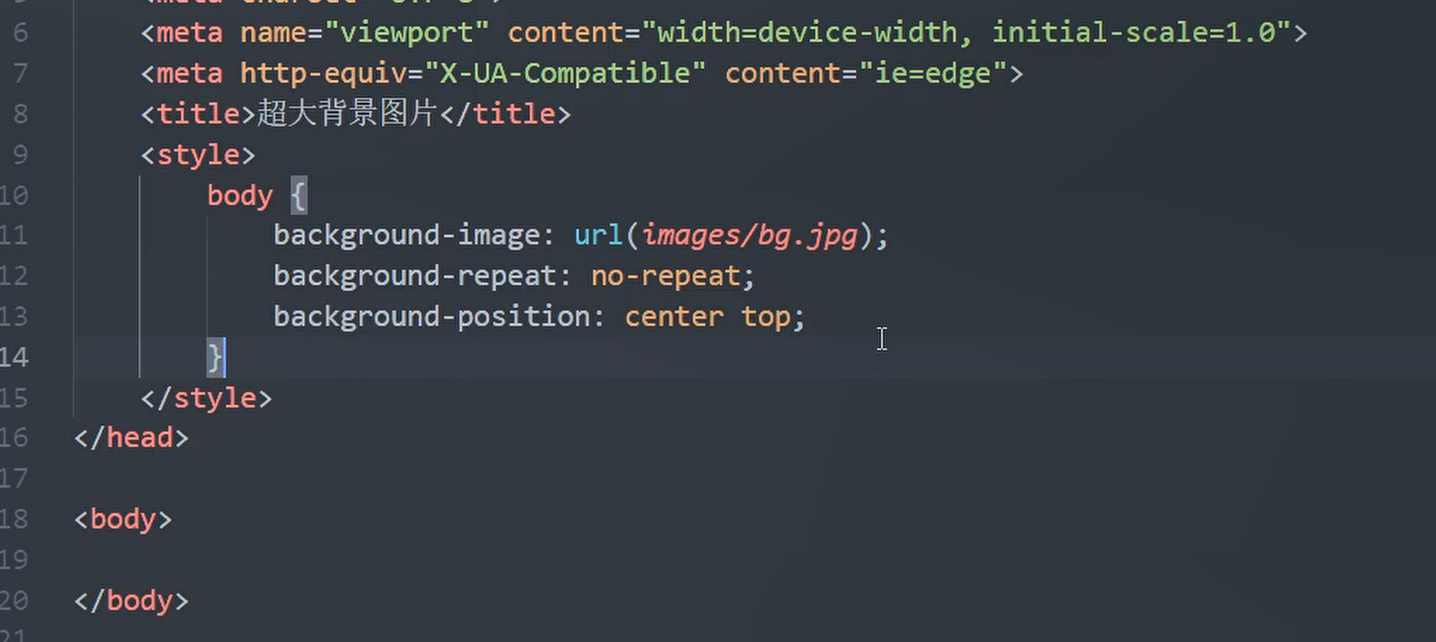 6 <meta name="viewport" content="width=device-width, initial-scale=1.0">
7 <meta http-equiv="X-UA-Compatible" content="ie=edge">
8 <title>超大背景图片</title>
9 <style>
10 body {
11 background-image: url(images/bg.jpg);
12 background-repeat: no-repeat;
13 background-position: center top;
14 }
15 </style>
16 </head>
17
18 <body>
19
20 </body>
21